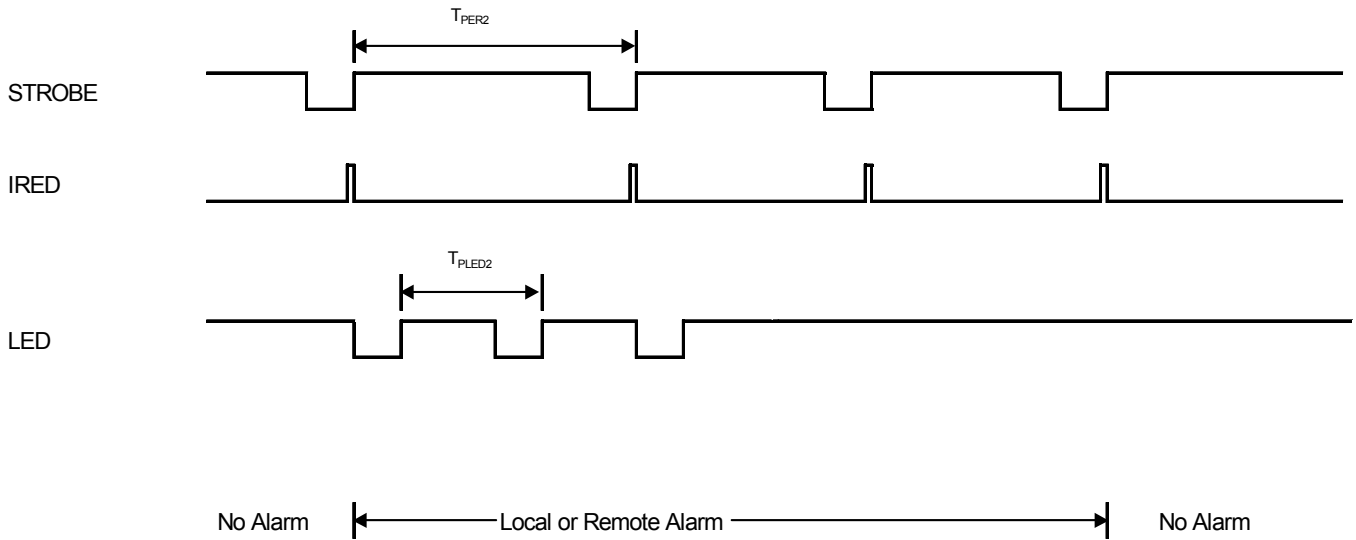 TPER2
STROBE
IRED
TPLED2
LED
No Alarm
Local or Remote Alarm
No Alarm